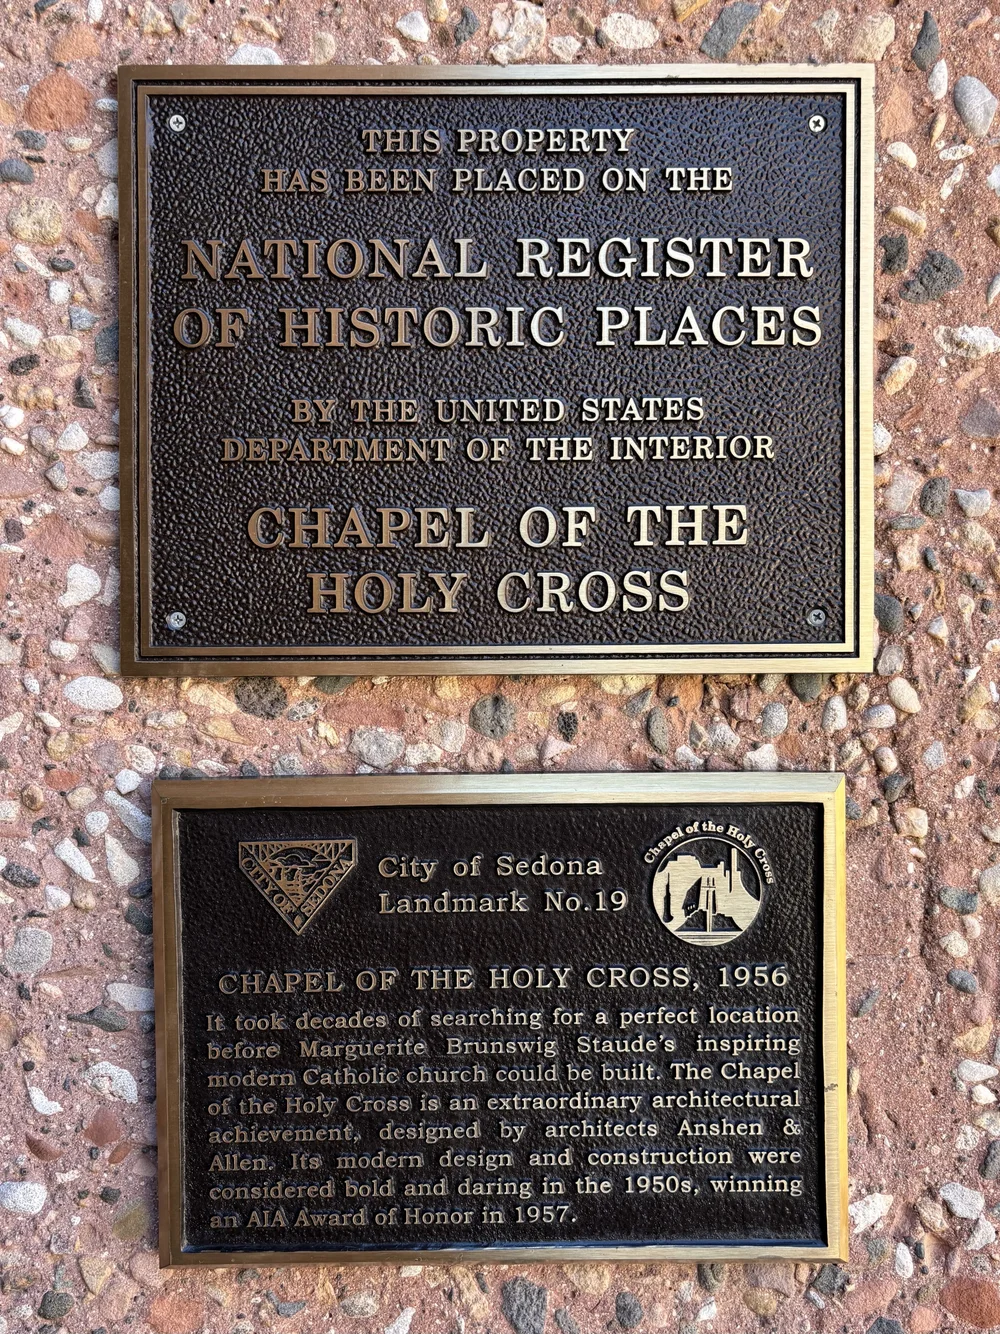 THIS PROPERTY
HAS BEEN PLACED ON THE
NATIONAL REGISTER
OF HISTORIC PLACES
BY THE UNITED STATES
DEPARTMENT OF THE INTERIOR
CHAPEL OF THE
HOLY CROSS
CITY OF SEDONA
City of Sedona
Landmark No.19
Chapel of the Holy Cross
CHAPEL OF THE HOLY CROSS, 1956
It took decades of searching for a perfect location
before Marguerite Brunswig Staude's inspiring
modern Catholic church could be built. The Chapel
of the Holy Cross is an extraordinary architectural
achievement, designed by architects Anshen &
Allen. Its modern design and construction were
considered bold and daring in the 1950s, winning
an AIA Award of Honor in 1957.